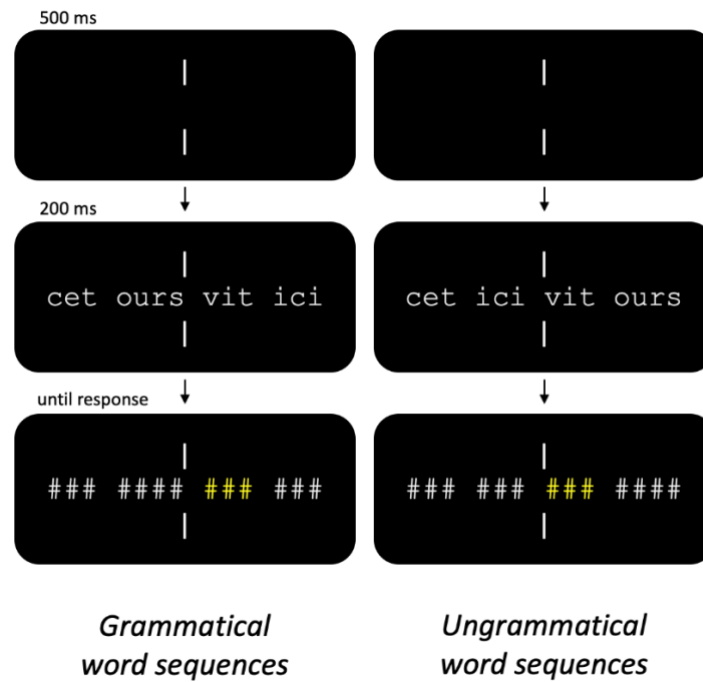 500 ms
200 ms
cet ours vit ici
cet ici vit ours
until response
### #### ### ###
### ### ### ####
Grammatical
word sequences
Ungrammatical
word sequences